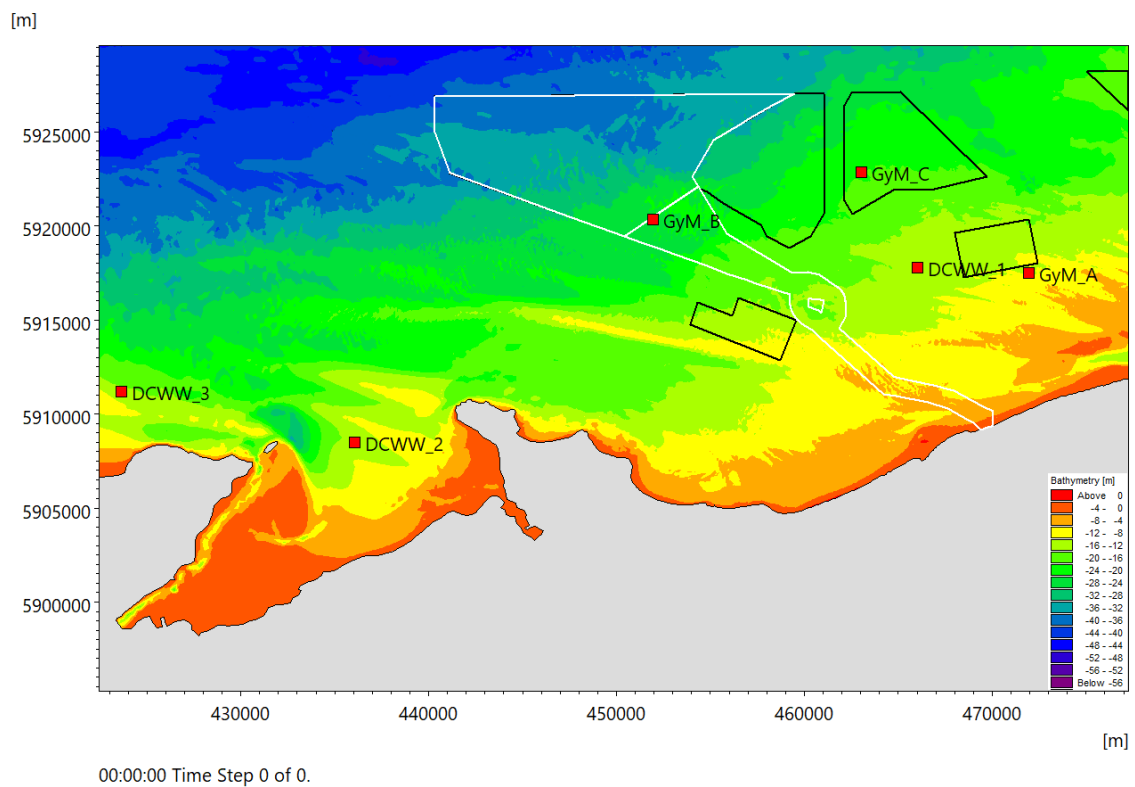 [m]
5925000
5920000
5915000
5910000
5905000
5900000
GyM_C
GyM_B
DCWW_1
GyM_A
DCWW_3
DCWW_2
Bathymetry [m]
Above 0
-4 - 0
-8 - -4
-12 - -8
-16 - -12
-20 - -16
-24 - -20
-28 - -24
-32 - -28
-36 - -32
-40 - -36
-44 - -40
-48 - -44
-52 - -48
-56 - -52
Below -56
430000 440000 450000 460000 470000
[m]
00:00:00 Time Step 0 of 0.